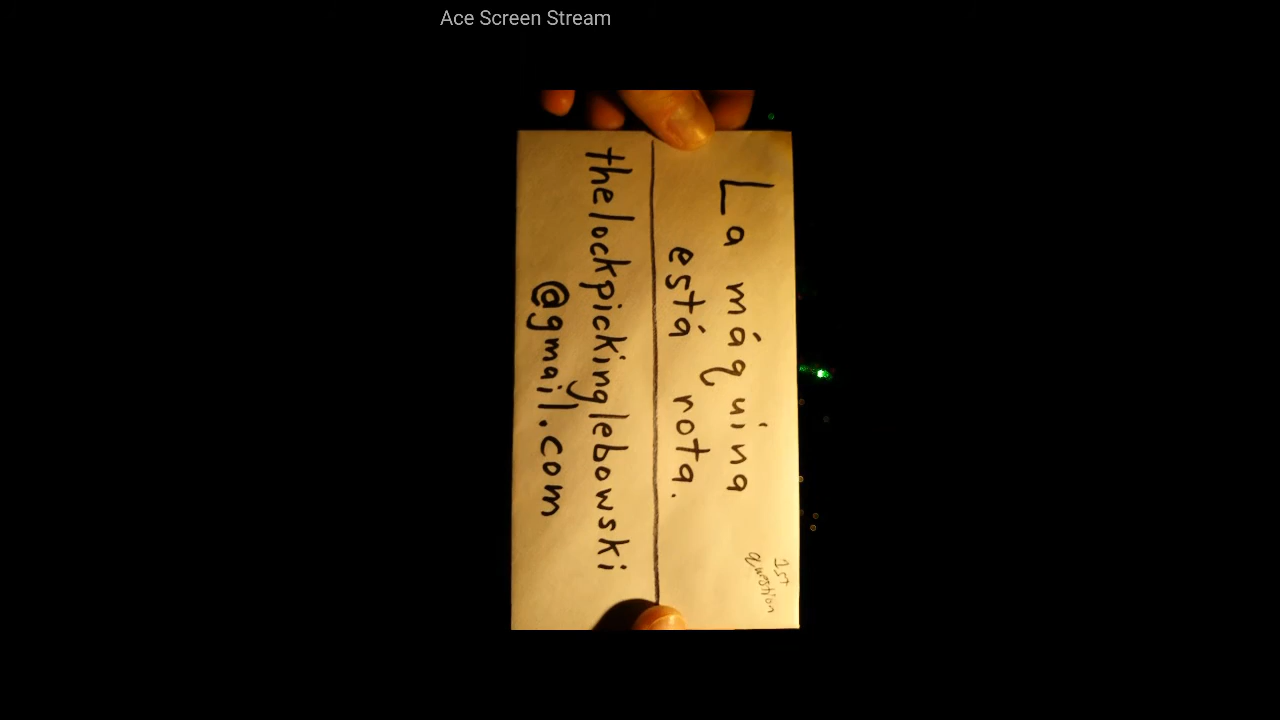 Ace Screen Stream
1st
question
La máquina
está rota.
thelockpickinglebowski
@gmail.com